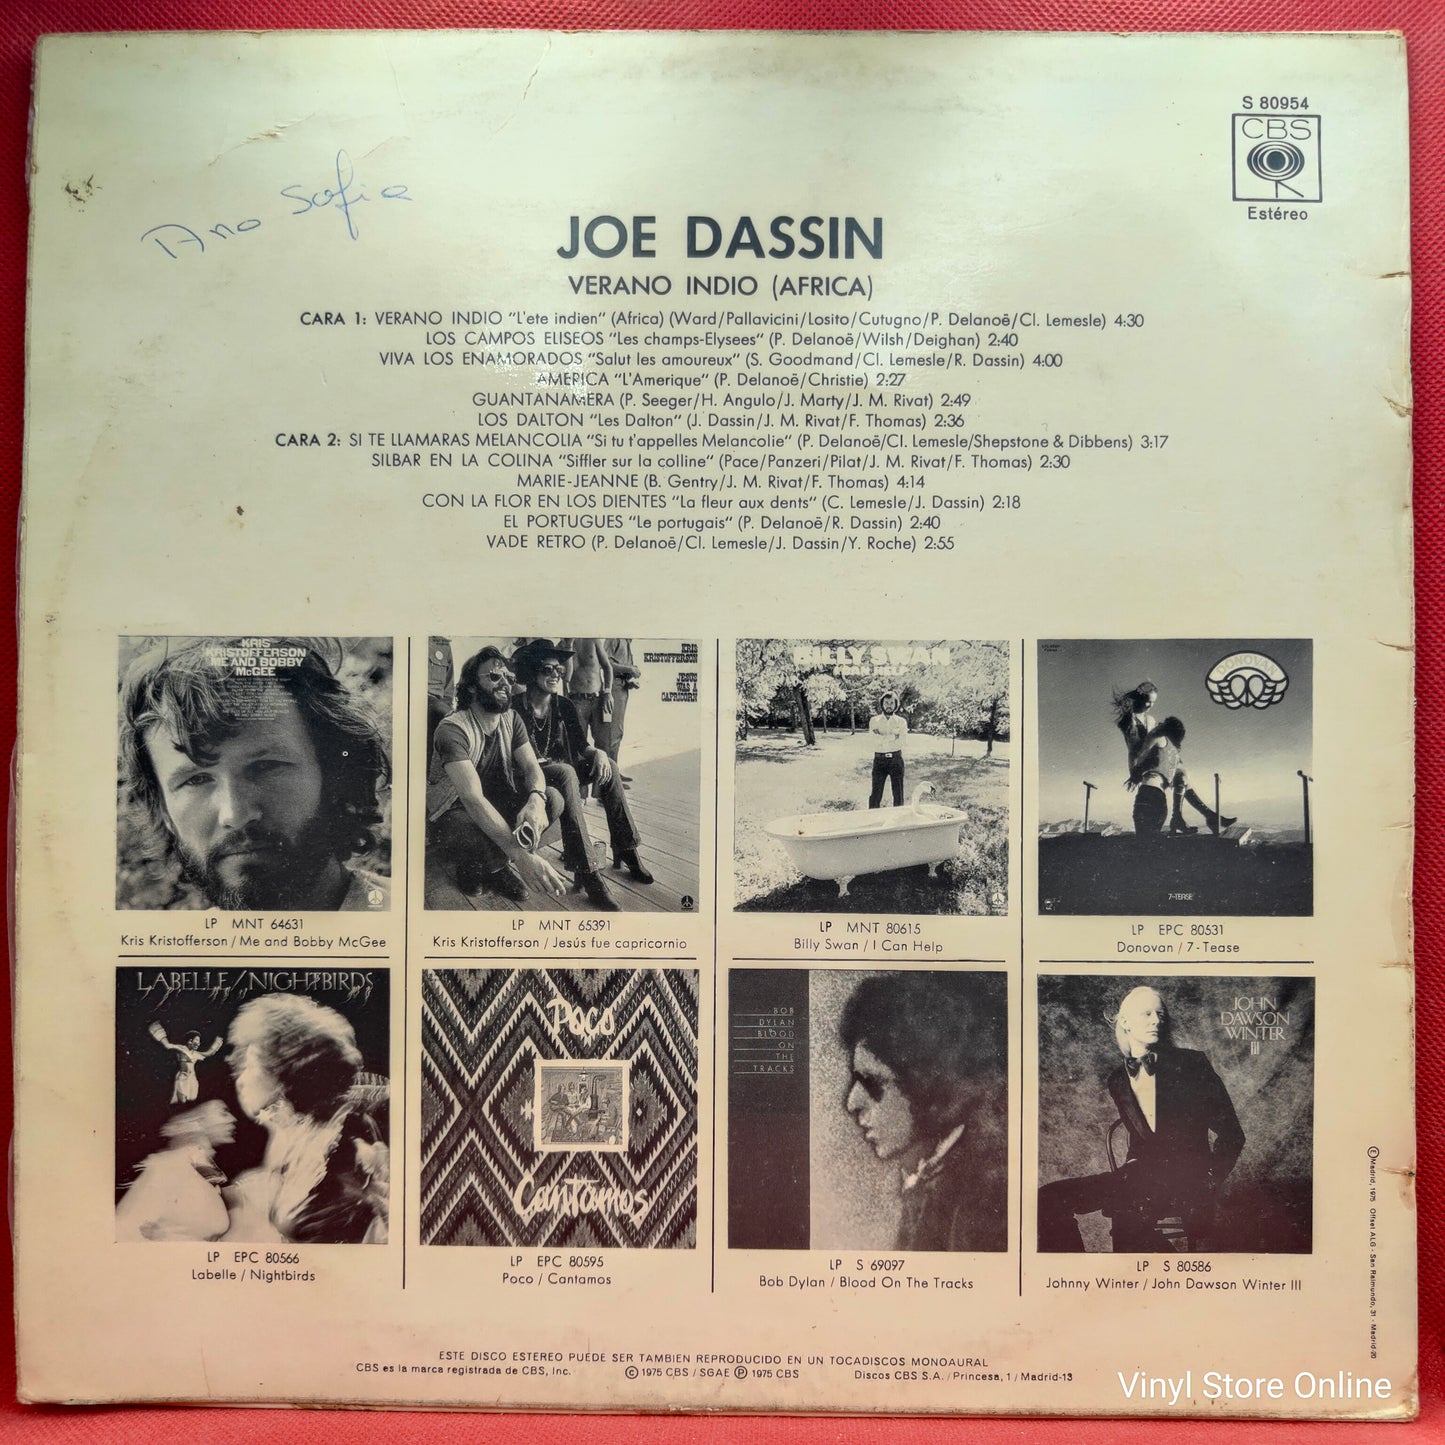 S 80954
CBS
Estéreo
Ana Sofia
JOE DASSIN
VERANO INDIO (AFRICA)
CARA 1: VERANO INDIO "L'ete indien" (Africa) (Ward/Pallavicini/Losito/Cutugno/P. Delanoë/Cl. Lemesle) 4:30
LOS CAMPOS ELISEOS "Les champs-Elysees" (P. Delanoë/Wilsh/Deighan) 2:40
VIVA LOS ENAMORADOS "Salut les amoureux" (S. Goodmand/Cl. Lemesle/R. Dassin) 4:00
AMERICA "L'Amerique" (P. Delanoë/Christie) 2:27
GUANTANAMERA (P. Seeger/H. Angulo/J. Marty/J. M. Rivat) 2:49
LOS DALTON "Les Dalton" (J. Dassin/J. M. Rivat/F. Thomas) 2:36
CARA 2: SI TE LLAMARAS MELANCOLIA "Si tu t'appelles Melancolie" (P. Delanoë/Cl. Lemesle/Shepstone & Dibbens) 3:17
SILBAR EN LA COLINA "Siffler sur la colline" (Pace/Panzeri/Pilat/J. M. Rivat/F. Thomas) 2:30
MARIE-JEANNE (B. Gentry/J. M. Rivat/F. Thomas) 4:14
CON LA FLOR EN LOS DIENTES "La fleur aux dents" (C. Lemesle/J. Dassin) 2:18
EL PORTUGUES "Le portugais" (P. Delanoë/R. Dassin) 2:40
VADE RETRO (P. Delanoë/Cl. Lemesle/J. Dassin/Y. Roche) 2:55
KRIS
KRISTOFFERSON
ME AND BOBBY
McGEE
KRIS
KRISTOFFERSON
JESUS
WAS A
CAPRICORN
BILLY SWAN
DONOVAN
7-TEASE
LP MNT 64631
Kris Kristofferson / Me and Bobby McGee
LP MNT 65391
Kris Kristofferson / Jesús fue capricornio
LP MNT 80615
Billy Swan / I Can Help
LP EPC 80531
Donovan / 7-Tease
LABELLE/NIGHTBIRDS
Poco
Cantamos
BOB
DYLAN
BLOOD
ON
THE
TRACKS
JOHN
DAWSON
WINTER
III
LP EPC 80566
Labelle / Nightbirds
LP EPC 80595
Poco / Cantamos
LP S 69097
Bob Dylan / Blood On The Tracks
LP S 80586
Johnny Winter / John Dawson Winter III
Ⓔ Madrid, 1975 Offset ALG - San Raimundo, 31 - Madrid-20
ESTE DISCO ESTEREO PUEDE SER TAMBIEN REPRODUCIDO EN UN TOCADISCOS MONOAURAL
CBS es la marca registrada de CBS, Inc. © 1975 CBS / SGAE Ⓟ 1975 CBS Discos CBS S.A. / Princesa, 1 / Madrid-13
Vinyl Store Online